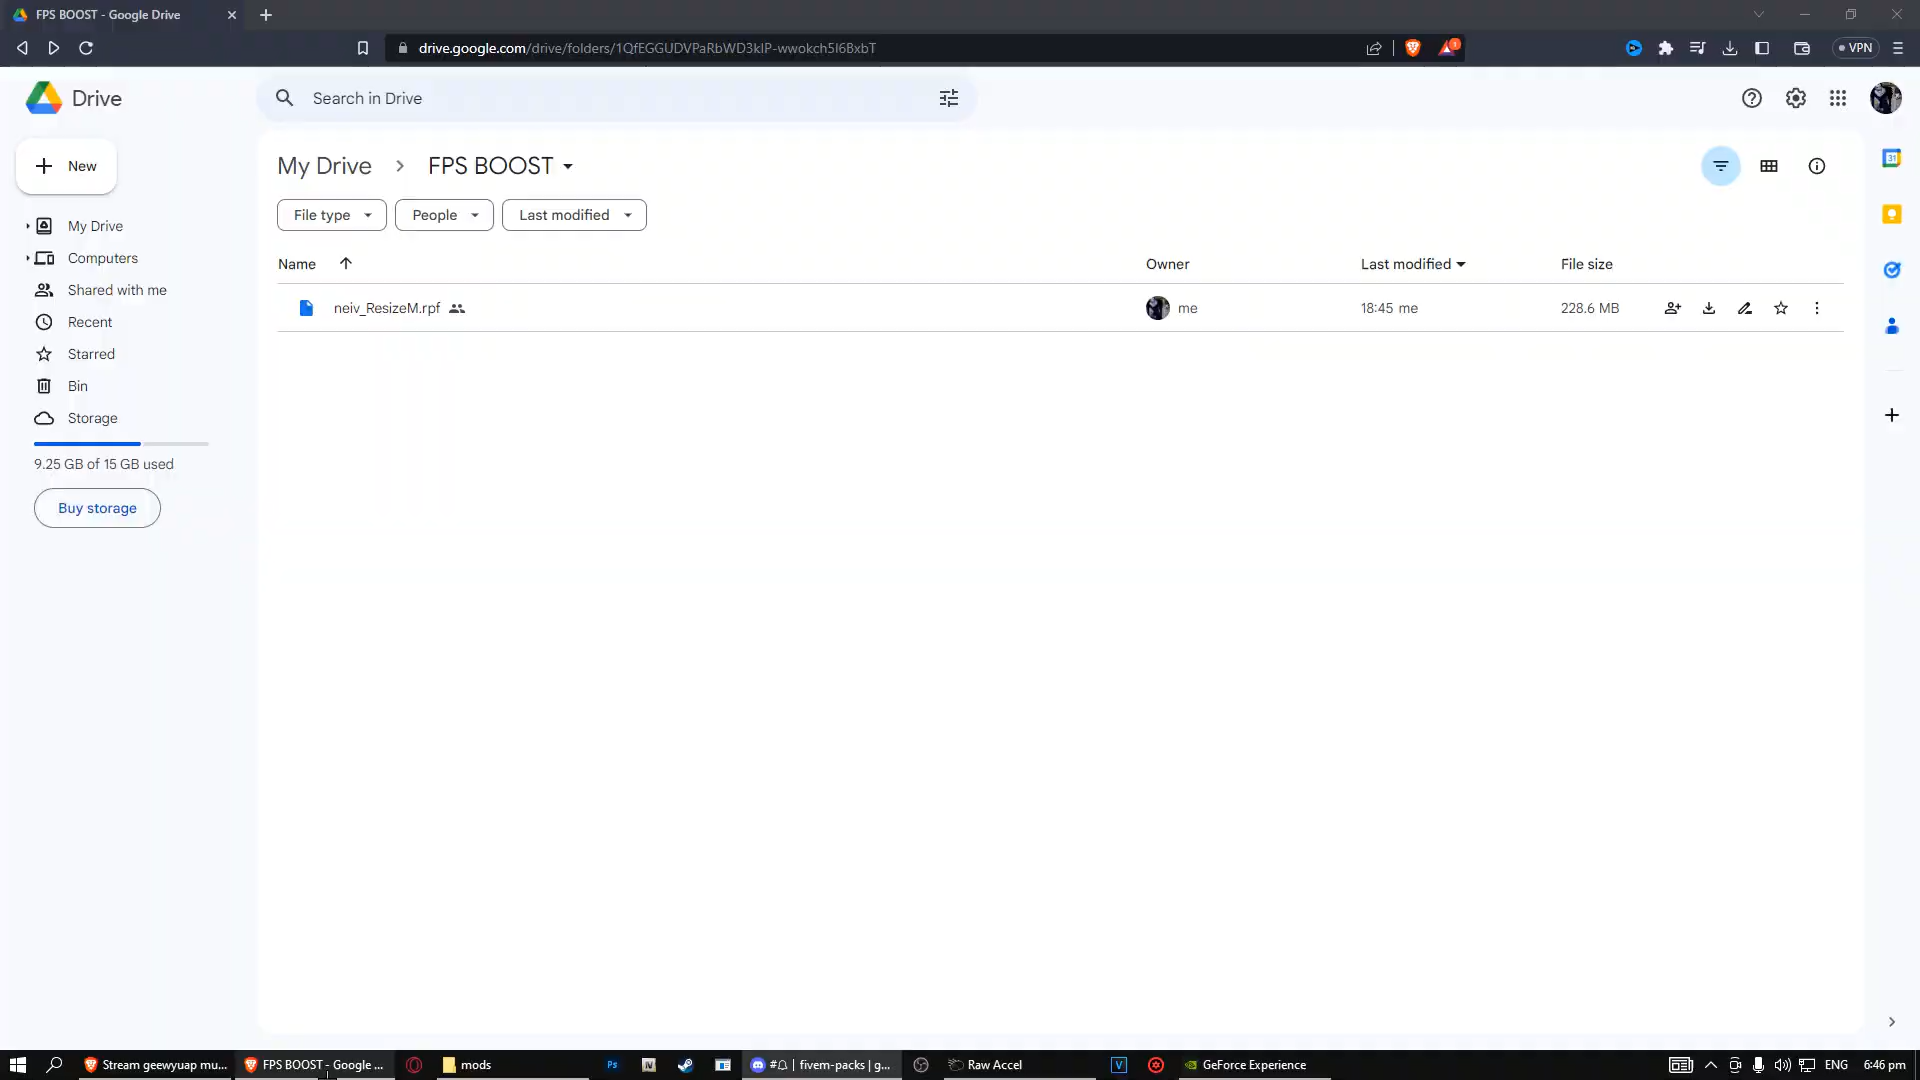 FPS BOOST - Google Drive
drive.google.com/drive/folders/1QfEGGUDVPaRbWD3kIP-wwokch5I6BxbT
1
VPN
Drive
Search in Drive
New
My Drive
FPS BOOST
31
File type
People
Last modified
My Drive
Computers
Shared with me
Recent
Starred
Bin
Storage
9.25 GB of 15 GB used
Buy storage
Name
Owner
Last modified
File size
neiv_ResizeM.rpf
me
18:45 me
228.6 MB
Stream geewyuap mu...
FPS BOOST - Google ...
mods
Ps
# | fivem-packs | g...
Raw Accel
V
GeForce Experience
ENG
6:46 pm